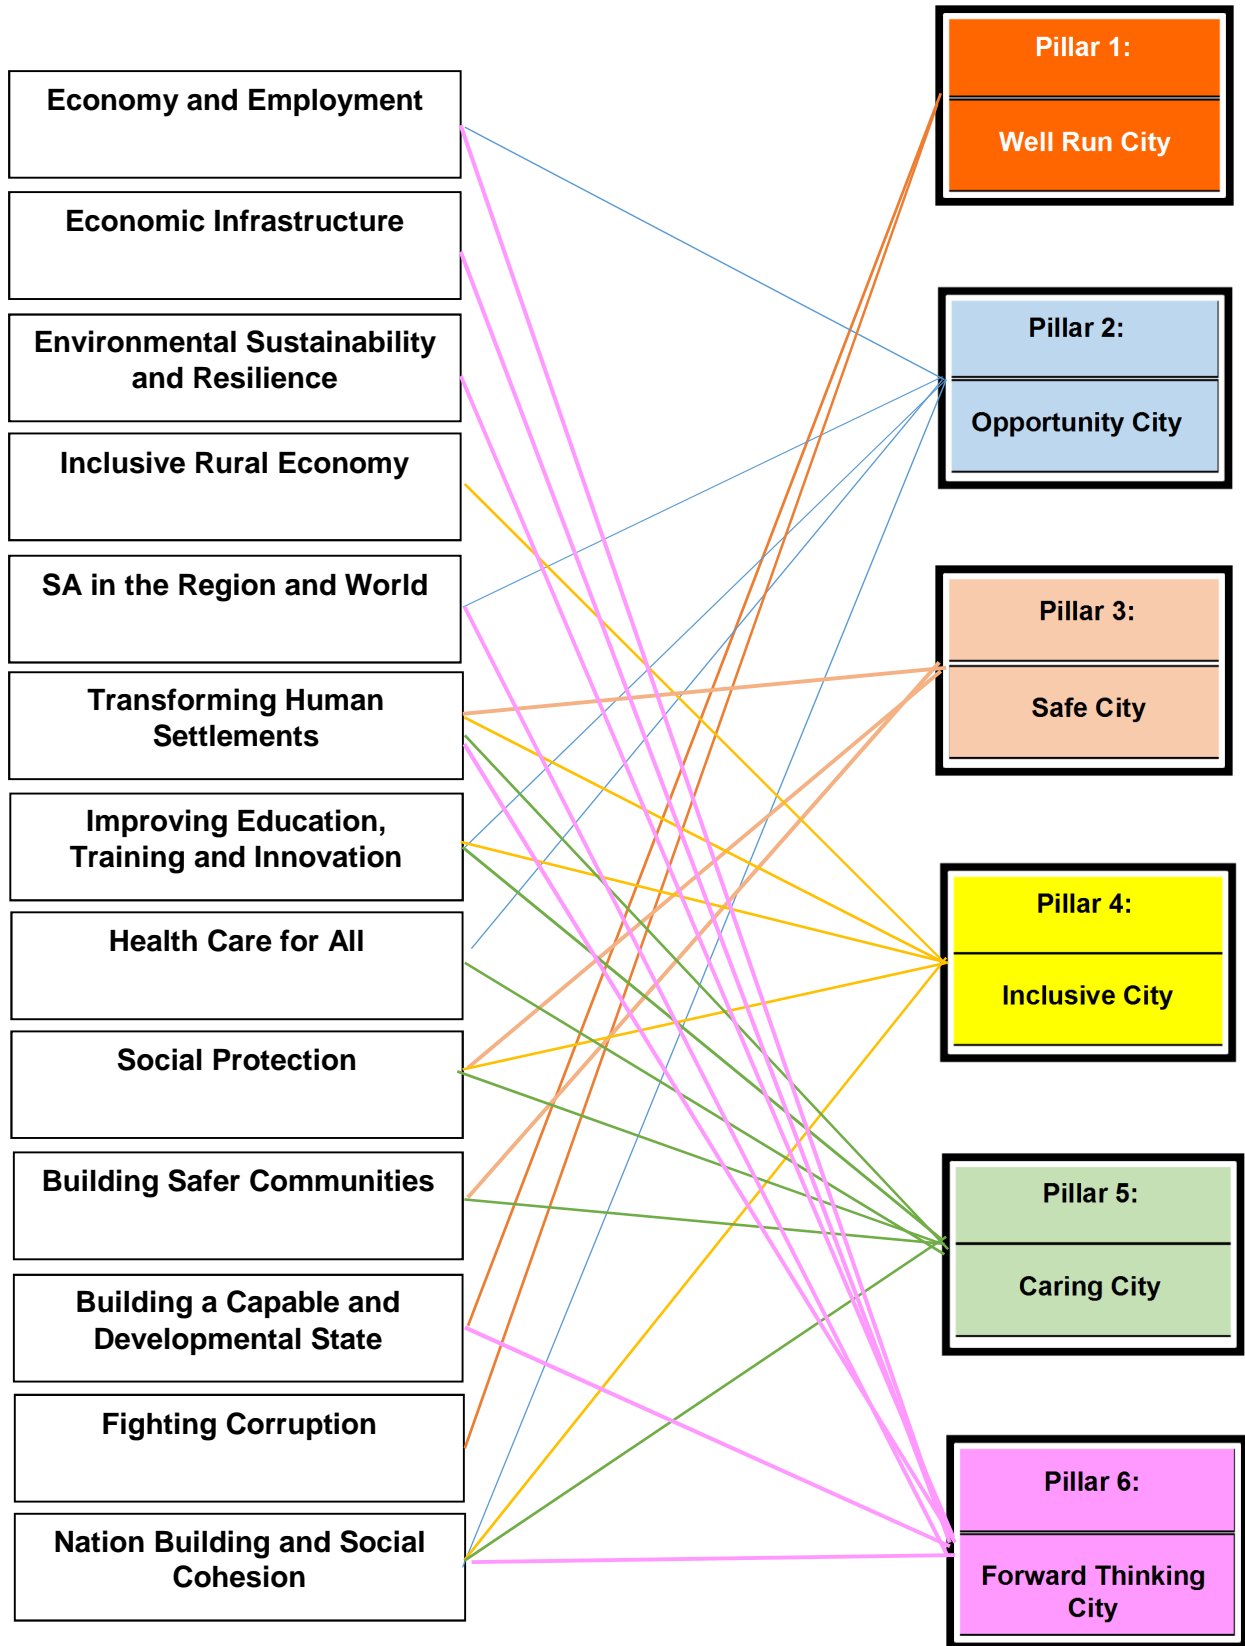 Economy and Employment
Economic Infrastructure
Environmental Sustainability
and Resilience
Inclusive Rural Economy
SA in the Region and World
Transforming Human
Settlements
Improving Education,
Training and Innovation
Health Care for All
Social Protection
Building Safer Communities
Building a Capable and
Developmental State
Fighting Corruption
Nation Building and Social
Cohesion
Pillar 1:
Well Run City
Pillar 2:
Opportunity City
Pillar 3:
Safe City
Pillar 4:
Inclusive City
Pillar 5:
Caring City
Pillar 6:
Forward Thinking
City